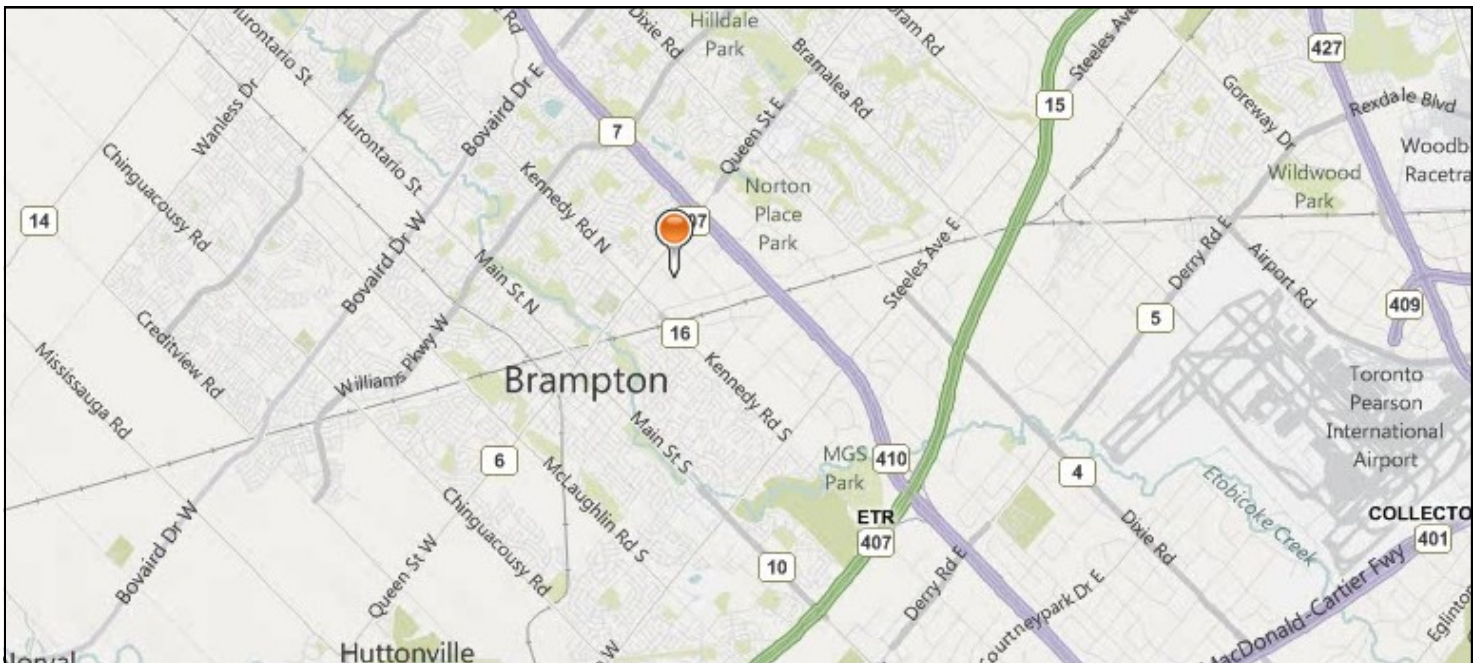 Hurontario St
Rd
Dixie Rd
Hilldale
Park
Bramalea Rd
Steeles Ave
427
Wanless Dr
Hurontario St
Bovaird Dr E
7
Queen St E
15
Goreway Dr
Rexdale Blvd
Chinguacousy Rd
Kennedy Rd N
Norton
Place
Park
Wildwood
Park
14
Bovaird Dr W
Main St N
Steeles Ave E
Derry Rd E
Airport Rd
409
5
16
Creditview Rd
Williams Pkwy W
Brampton
Kennedy Rd S
Mississauga Rd
Toronto
Pearson
International
Airport
Main St S
6
McLaughlin Rd S
MGS
Park
410
4
Etobicoke Creek
Chinguacousy Rd
ETR
407
Dixie Rd
401
Bovaird Dr W
Queen St W
10
Derry Rd E
Courtneypark Dr E
MacDonald-Cartier Fwy
Huttonville